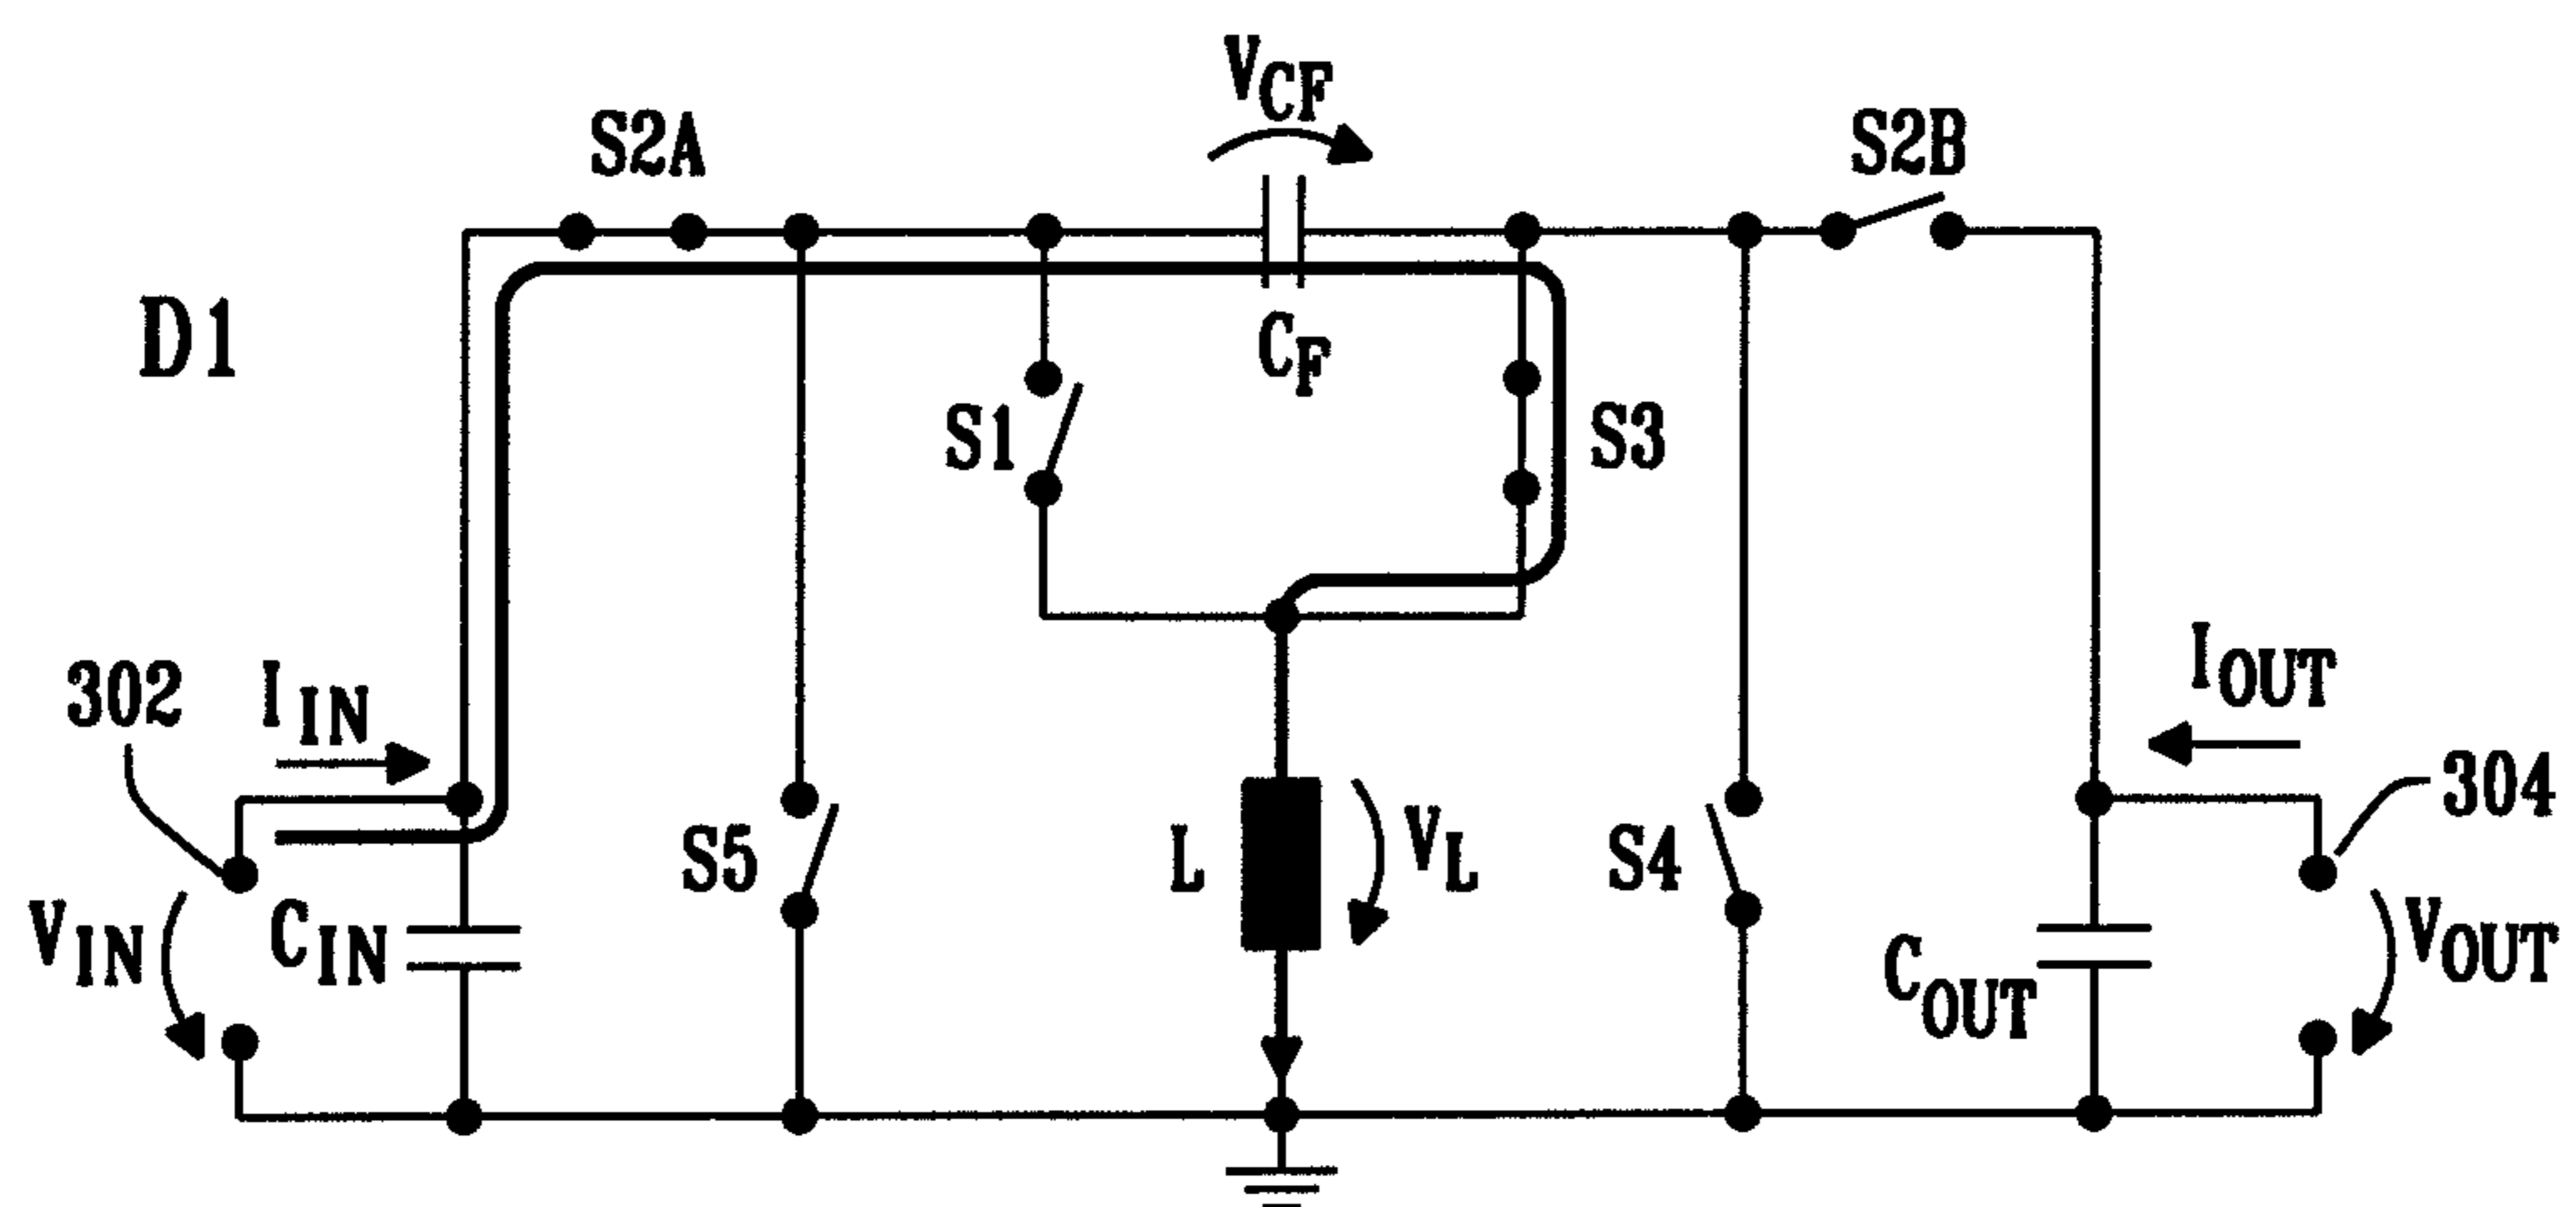 V_CF
S2A
S2B
D1
C_F
S1
S3
302
I_IN
I_OUT
304
S5
L
V_L
S4
V_IN
C_IN
C_OUT
V_OUT